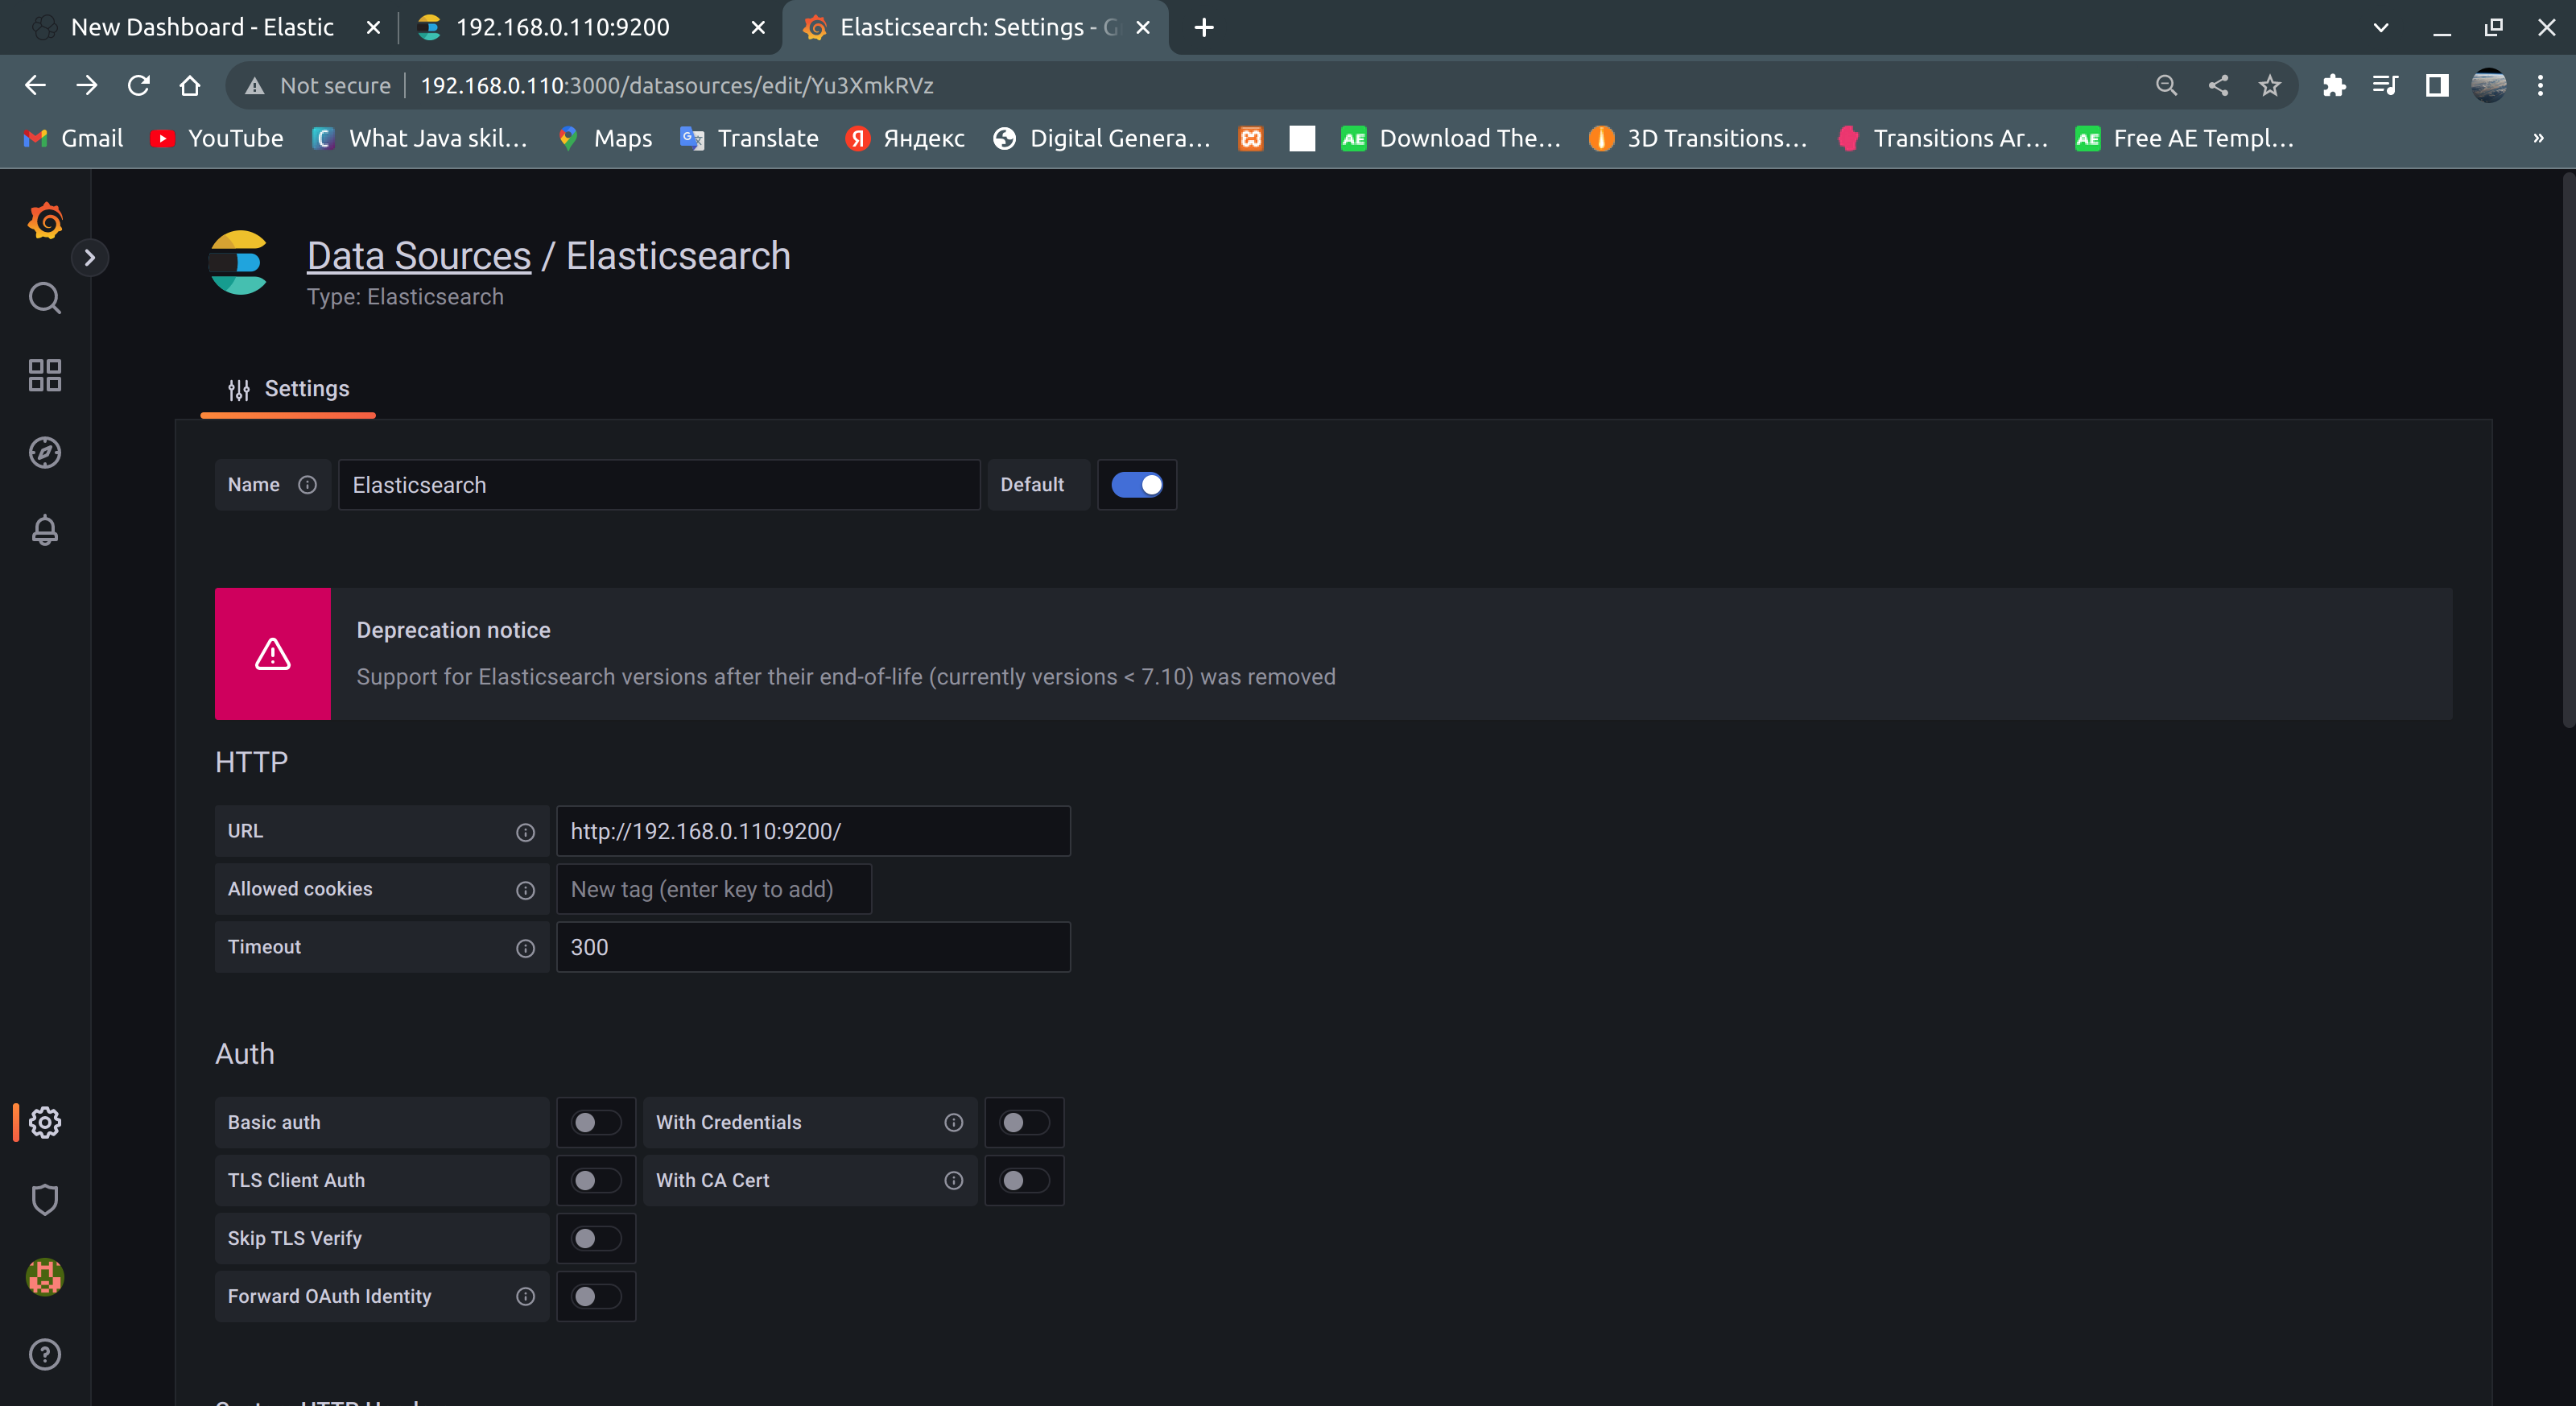 New Dashboard - Elastic
192.168.0.110:9200
Elasticsearch: Settings - G
Not secure
192.168.0.110:3000/datasources/edit/Yu3XmkRVz
Gmail
YouTube
What Java skil...
Maps
Translate
Яндекс
Digital Genera...
AE Download The...
3D Transitions...
Transitions Ar...
AE Free AE Templ...
»
Data Sources / Elasticsearch
Type: Elasticsearch
Settings
Name
Elasticsearch
Default
Deprecation notice
Support for Elasticsearch versions after their end-of-life (currently versions < 7.10) was removed
HTTP
URL
http://192.168.0.110:9200/
Allowed cookies
New tag (enter key to add)
Timeout
300
Auth
Basic auth
With Credentials
TLS Client Auth
With CA Cert
Skip TLS Verify
Forward OAuth Identity